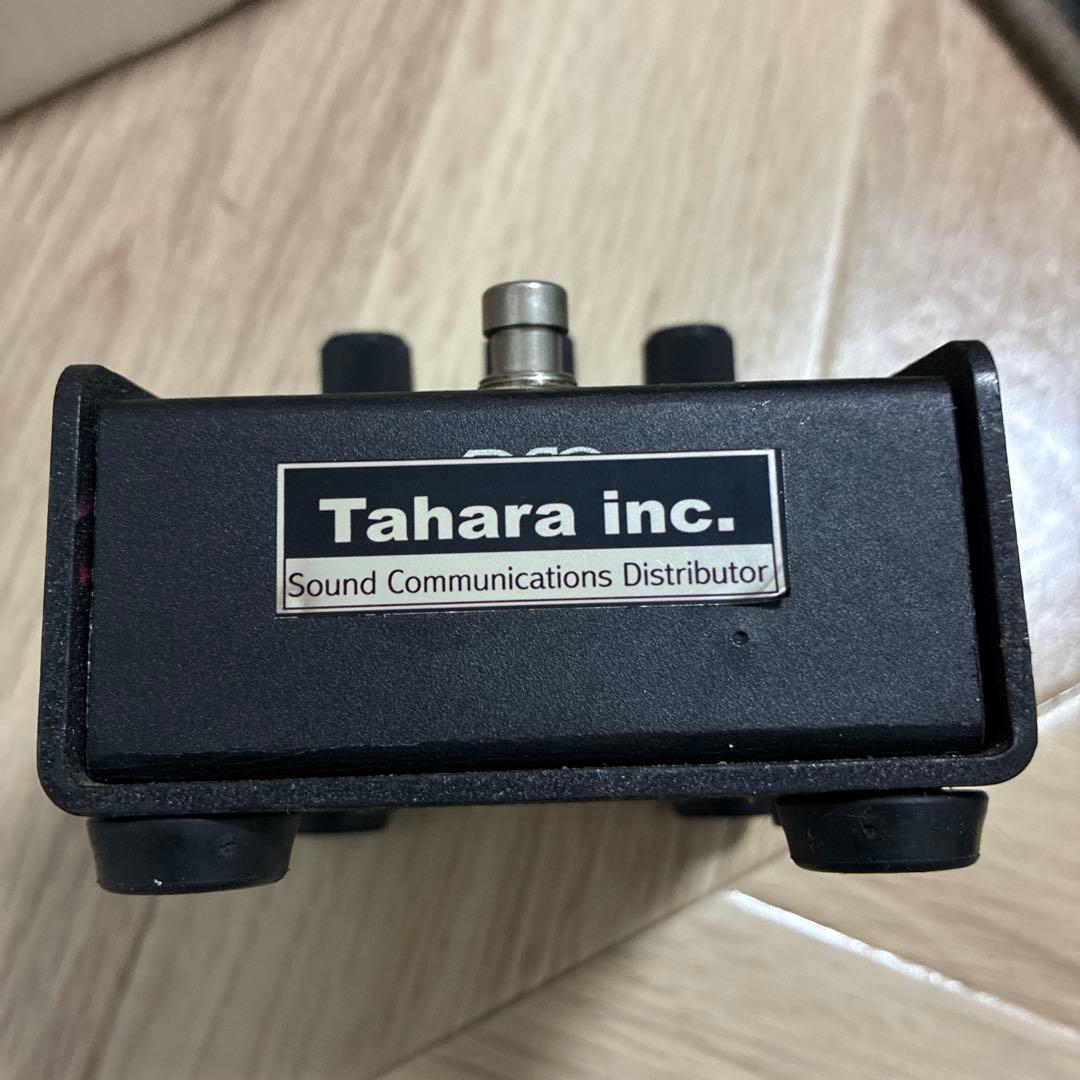 Tahara inc.
Sound Communications Distributor